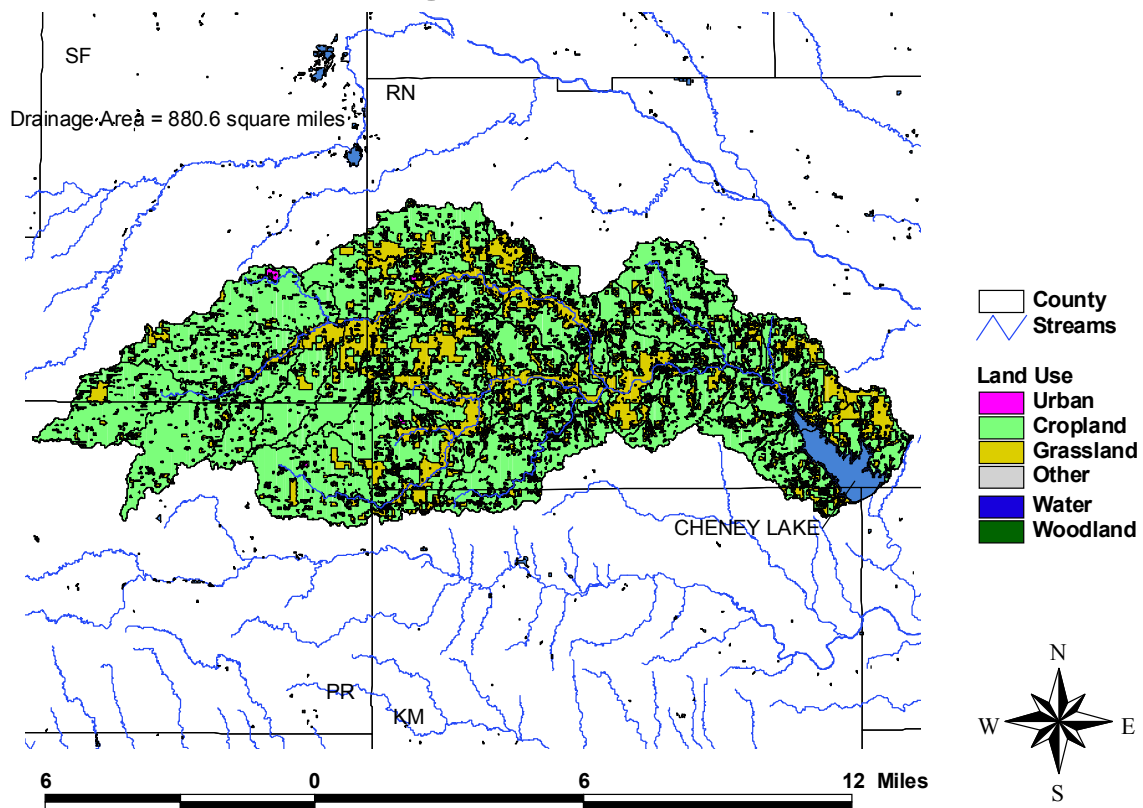 SF
RN
Drainage Area = 880.6 square miles
CHENEY LAKE
PR
KM
County
Streams
Land Use
Urban
Cropland
Grassland
Other
Water
Woodland
N
W E
S
6 0 6 12 Miles